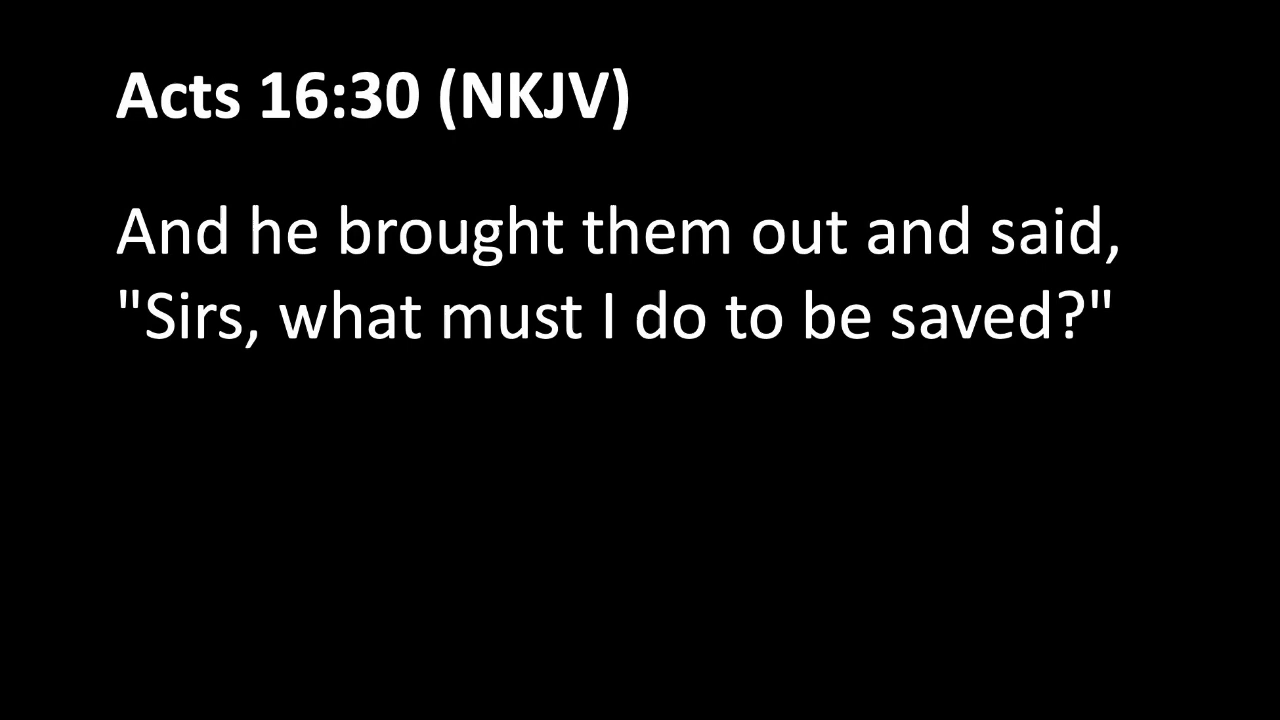 Acts 16:30 (NKJV)
And he brought them out and said,
"Sirs, what must I do to be saved?"